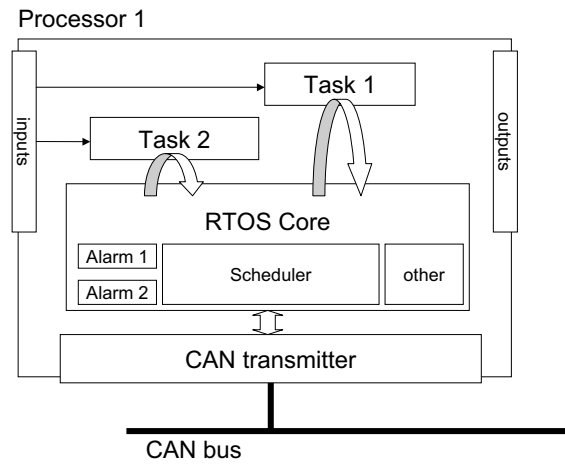 Processor 1
Task 1
inputs
outputs
Task 2
RTOS Core
Alarm 1
Scheduler
other
Alarm 2
CAN transmitter
CAN bus